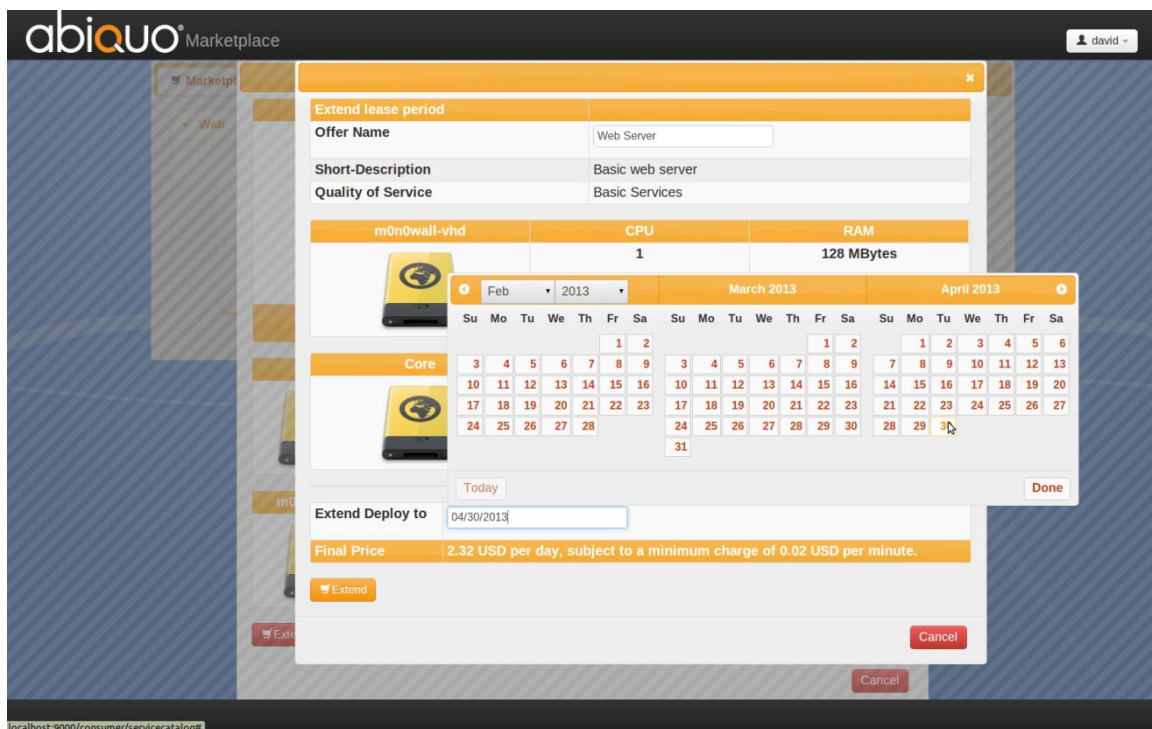 abiquo Marketplace
david
Marketpl
Web
Extend lease period
Offer Name Web Server
Short-Description Basic web server
Quality of Service Basic Services
m0n0wall-vhd CPU RAM
1 128 MBytes
Feb 2013 March 2013 April 2013
Su Mo Tu We Th Fr Sa Su Mo Tu We Th Fr Sa Su Mo Tu We Th Fr Sa
1 2 1 2 1 2 3 4 5 6
Core
3 4 5 6 7 8 9 3 4 5 6 7 8 9 7 8 9 10 11 12 13
10 11 12 13 14 15 16 10 11 12 13 14 15 16 14 15 16 17 18 19 20
17 18 19 20 21 22 23 17 18 19 20 21 22 23 21 22 23 24 25 26 27
24 25 26 27 28 24 25 26 27 28 29 30 28 29 30
31
Today Done
m0
Extend Deploy to 04/30/2013
Final Price 2.32 USD per day, subject to a minimum charge of 0.02 USD per minute.
Extend
Exte
Cancel
Cancel
localhost:9000/consumer/servicecatalog#